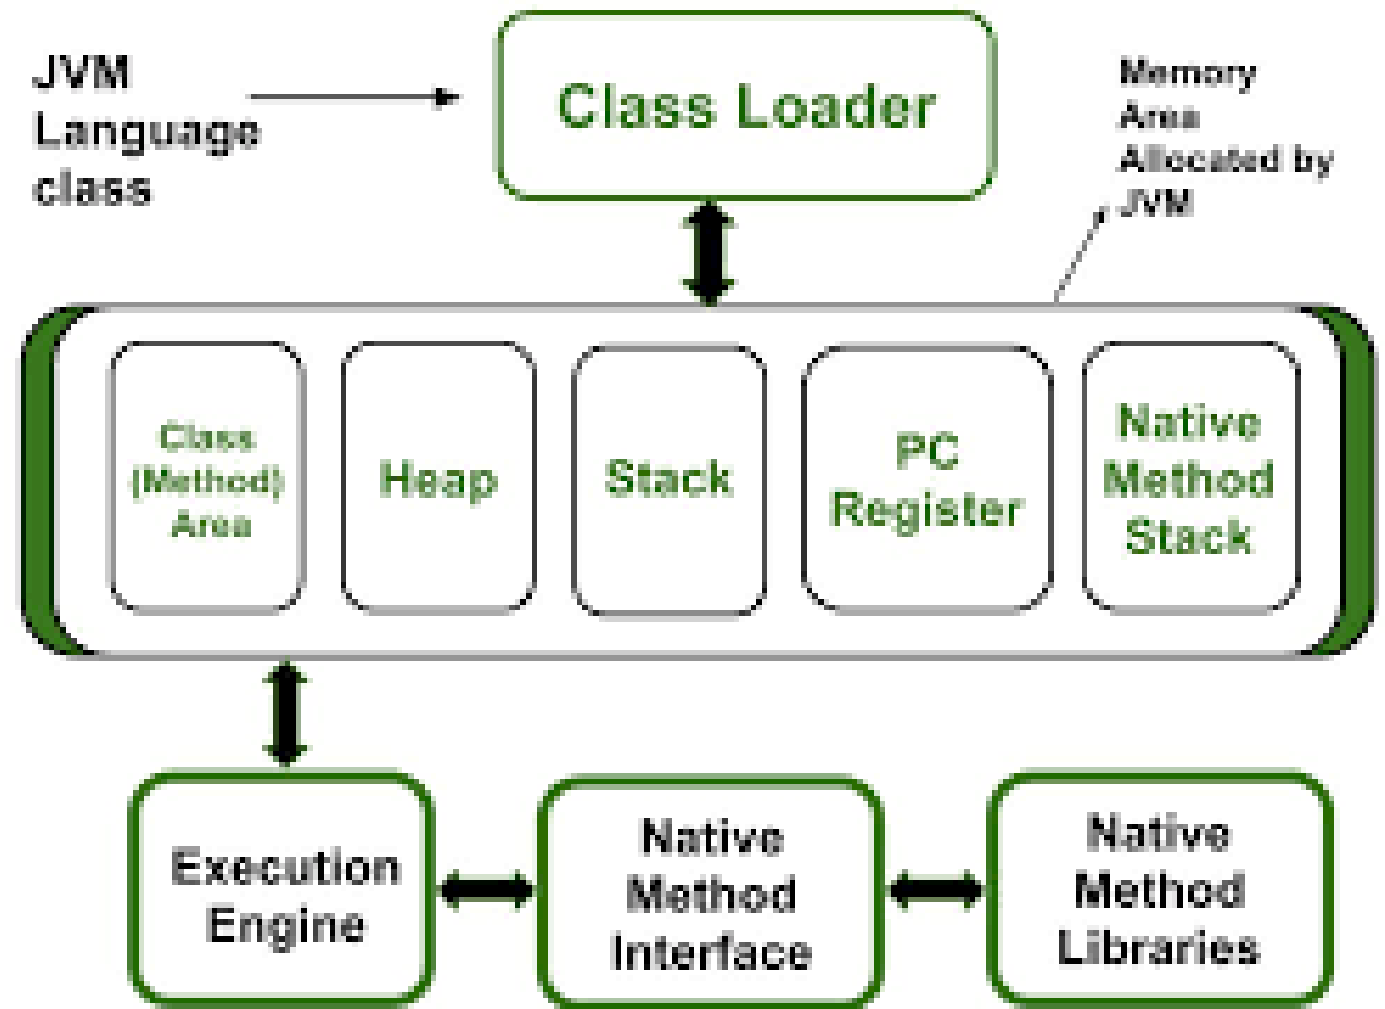 JVM
Language
class
Class Loader
Memory
Area
Allocated by
JVM
Class
(Method)
Area
Heap
Stack
PC
Register
Native
Method
Stack
Execution
Engine
Native
Method
Interface
Native
Method
Libraries